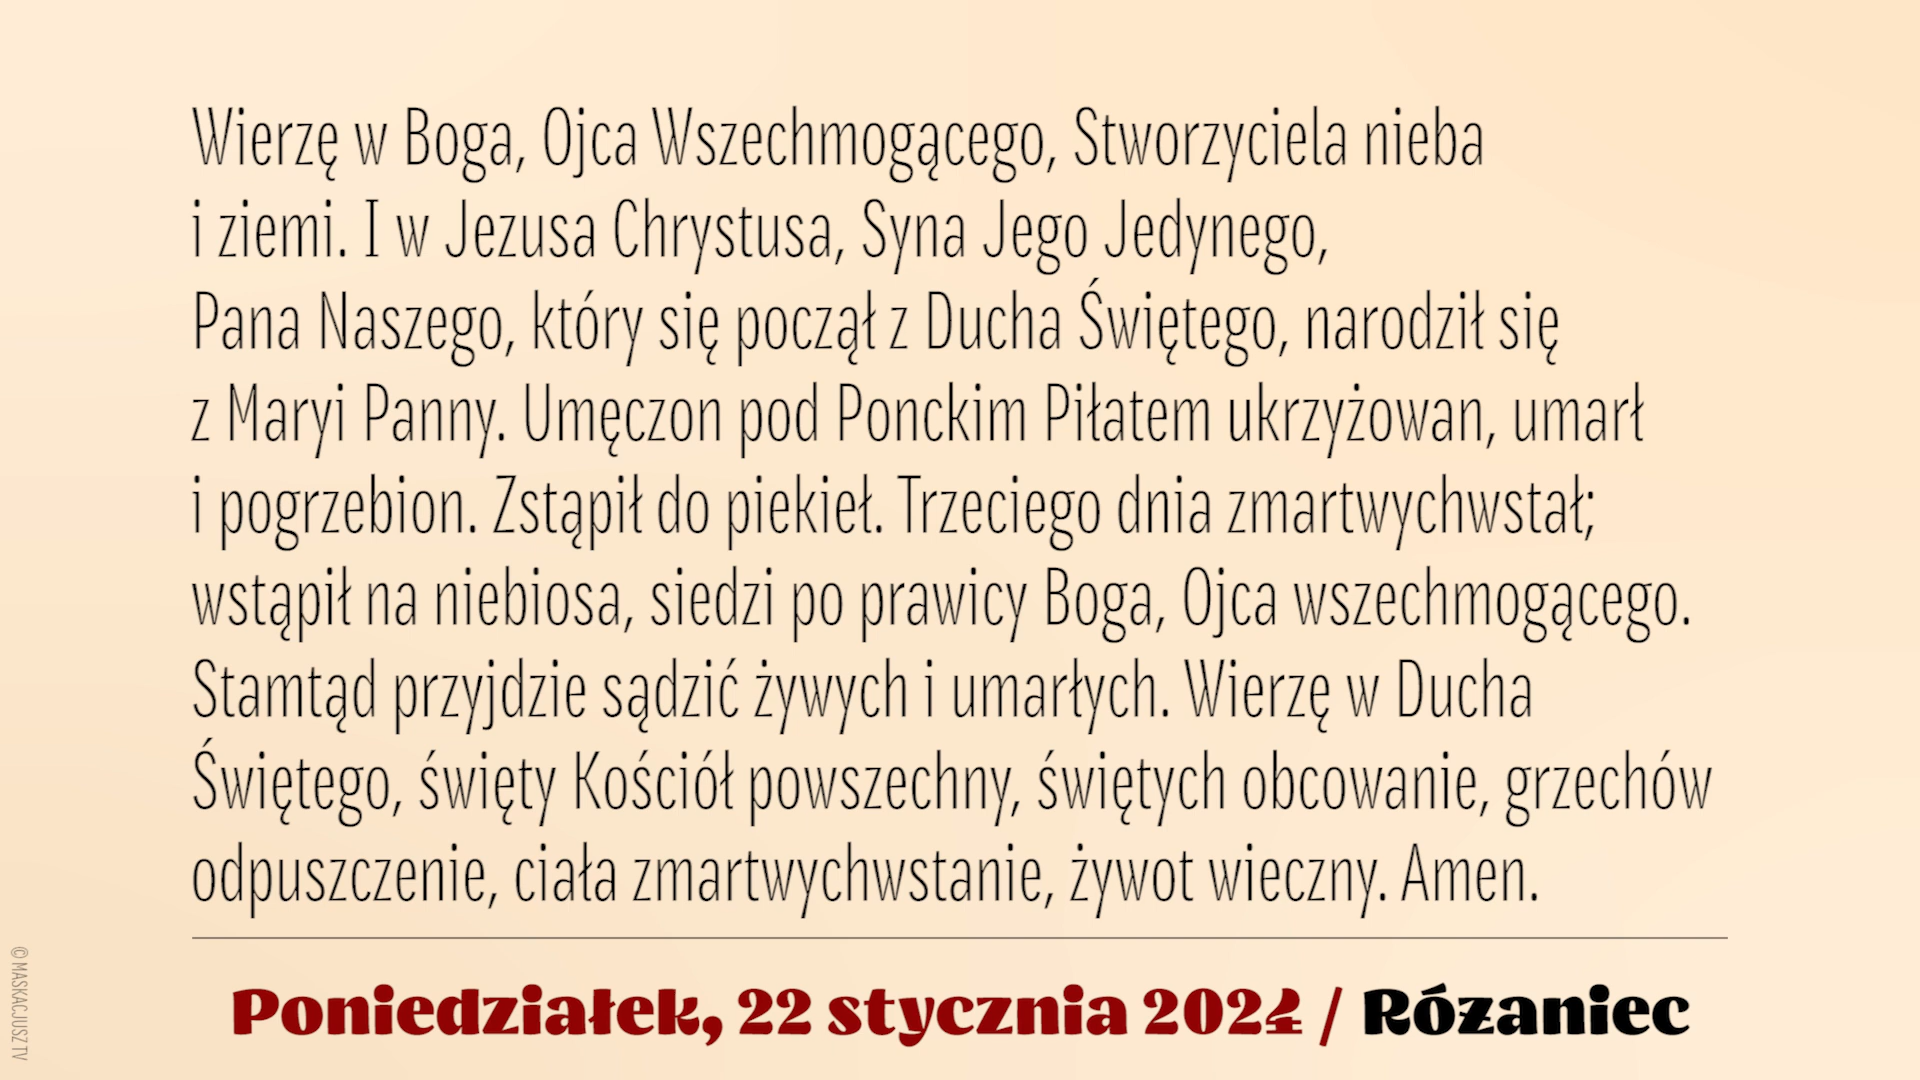 Wierzę w Boga, Ojca Wszechmogącego, Stworzyciela nieba
i ziemi. I w Jezusa Chrystusa, Syna Jego Jedynego,
Pana Naszego, który się począł z Ducha Świętego, narodził się
z Maryi Panny. Umęczon pod Ponckim Piłatem ukrzyżowan, umarł
i pogrzebion. Zstąpił do piekieł. Trzeciego dnia zmartwychwstał;
wstąpił na niebiosa, siedzi po prawicy Boga, Ojca wszechmogącego.
Stamtąd przyjdzie sądzić żywych i umarłych. Wierzę w Ducha
Świętego, święty Kościół powszechny, świętych obcowanie, grzechów
odpuszczenie, ciała zmartwychwstanie, żywot wieczny. Amen.
Poniedziałek, 22 stycznia 2024 / Różaniec
© MASKACJUSZ TV